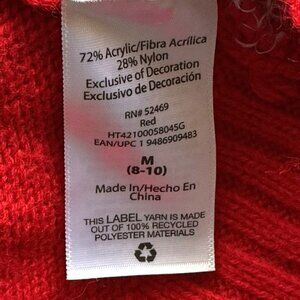 72% Acrylic/Fibra Acrílica
28% Nylon
Exclusive of Decoration
Exclusivo de Decoración
RN# 52469
Red
HT42100058045G
EAN/UPC 1 9486909483
M
(8-10)
Made In/Hecho En
China
THIS LABEL YARN IS MADE
OUT OF 100% RECYCLED
POLYESTER MATERIALS